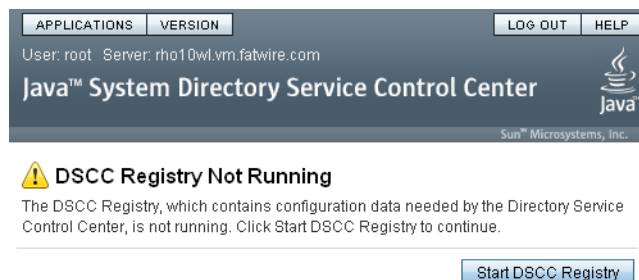 APPLICATIONS VERSION LOG OUT HELP
User: root Server: rho10wl.vm.fatwire.com
Java™ System Directory Service Control Center
Java™
Sun™ Microsystems, Inc.
DSCC Registry Not Running
The DSCC Registry, which contains configuration data needed by the Directory Service
Control Center, is not running. Click Start DSCC Registry to continue.
Start DSCC Registry